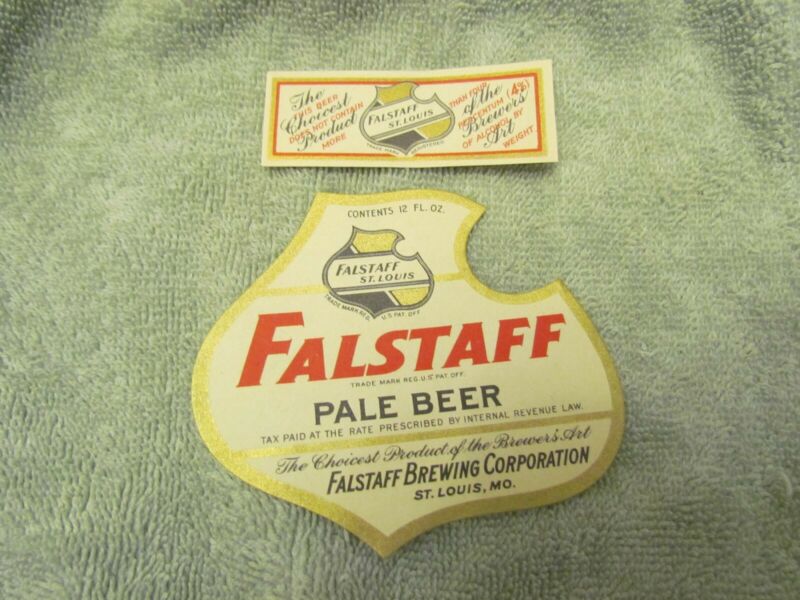 The Choicest Product
THIS BEER DOES NOT CONTAIN MORE
FALSTAFF
ST. LOUIS
TRADE MARK REGISTERED
THAN FOUR PERCENTUM (4%) OF ALCOHOL BY WEIGHT.
of the Brewers Art
CONTENTS 12 FL. OZ.
FALSTAFF
ST. LOUIS
TRADE MARK REG. U.S. PAT. OFF.
FALSTAFF
TRADE MARK REG. U.S. PAT. OFF.
PALE BEER
TAX PAID AT THE RATE PRESCRIBED BY INTERNAL REVENUE LAW.
The Choicest Product of the Brewer's Art
FALSTAFF BREWING CORPORATION
ST. LOUIS, MO.